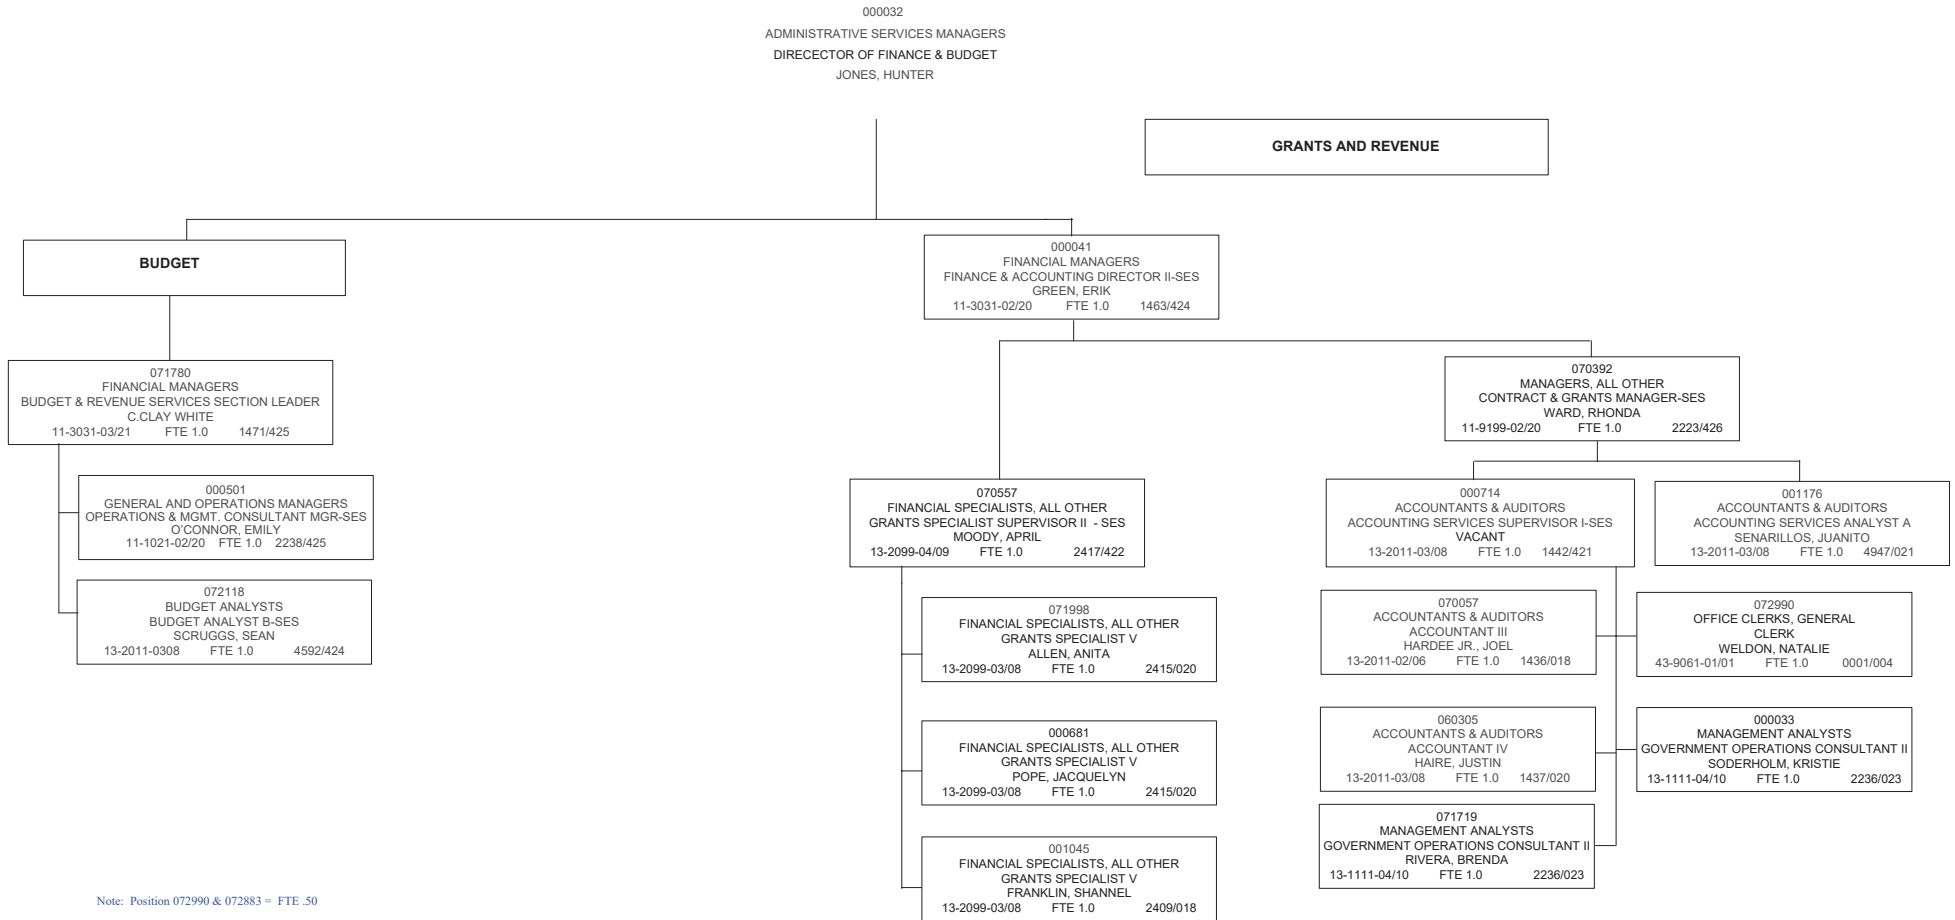 000032
ADMINISTRATIVE SERVICES MANAGERS
DIRECECTOR OF FINANCE & BUDGET
JONES, HUNTER
GRANTS AND REVENUE
BUDGET
000041
FINANCIAL MANAGERS
FINANCE & ACCOUNTING DIRECTOR II-SES
GREEN, ERIK
11-3031-02/20 FTE 1.0 1463/424
071780
FINANCIAL MANAGERS
BUDGET & REVENUE SERVICES SECTION LEADER
C.CLAY WHITE
11-3031-03/21 FTE 1.0 1471/425
000501
GENERAL AND OPERATIONS MANAGERS
OPERATIONS & MGMT. CONSULTANT MGR-SES
O'CONNOR, EMILY
11-1021-02/20 FTE 1.0 2238/425
072118
BUDGET ANALYSTS
BUDGET ANALYST B-SES
SCRUGGS, SEAN
13-2011-0308 FTE 1.0 4592/424
070392
MANAGERS, ALL OTHER
CONTRACT & GRANTS MANAGER-SES
WARD, RHONDA
11-9199-02/20 FTE 1.0 2223/426
070557
FINANCIAL SPECIALISTS, ALL OTHER
GRANTS SPECIALIST SUPERVISOR II - SES
MOODY, APRIL
13-2099-04/09 FTE 1.0 2417/422
071998
FINANCIAL SPECIALISTS, ALL OTHER
GRANTS SPECIALIST V
ALLEN, ANITA
13-2099-03/08 FTE 1.0 2415/020
000681
FINANCIAL SPECIALISTS, ALL OTHER
GRANTS SPECIALIST V
POPE, JACQUELYN
13-2099-03/08 FTE 1.0 2415/020
001045
FINANCIAL SPECIALISTS, ALL OTHER
GRANTS SPECIALIST V
FRANKLIN, SHANNEL
13-2099-03/08 FTE 1.0 2409/018
000714
ACCOUNTANTS & AUDITORS
ACCOUNTING SERVICES SUPERVISOR I-SES
VACANT
13-2011-03/08 FTE 1.0 1442/421
001176
ACCOUNTANTS & AUDITORS
ACCOUNTING SERVICES ANALYST A
SENARILLOS, JUANITO
13-2011-03/08 FTE 1.0 4947/021
070057
ACCOUNTANTS & AUDITORS
ACCOUNTANT III
HARDEE JR., JOEL
13-2011-02/06 FTE 1.0 1436/018
072990
OFFICE CLERKS, GENERAL
CLERK
WELDON, NATALIE
43-9061-01/01 FTE 1.0 0001/004
060305
ACCOUNTANTS & AUDITORS
ACCOUNTANT IV
HAIRE, JUSTIN
13-2011-03/08 FTE 1.0 1437/020
000033
MANAGEMENT ANALYSTS
GOVERNMENT OPERATIONS CONSULTANT II
SODERHOLM, KRISTIE
13-1111-04/10 FTE 1.0 2236/023
071719
MANAGEMENT ANALYSTS
GOVERNMENT OPERATIONS CONSULTANT II
RIVERA, BRENDA
13-1111-04/10 FTE 1.0 2236/023
Note: Position 072990 & 072883 = FTE .50